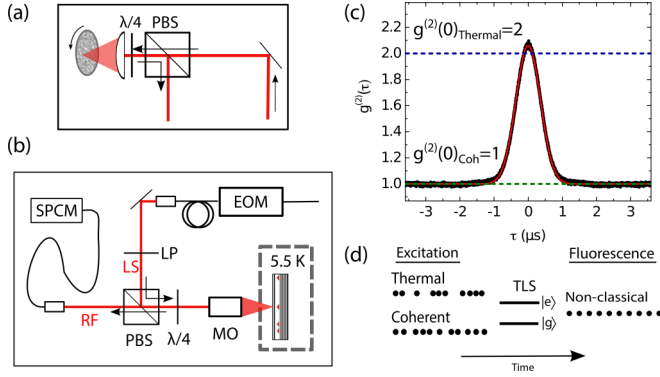 (a)
λ/4 PBS
(b)
SPCM
EOM
LP
LS
5.5 K
RF
PBS
λ/4
MO
(c)
g(2)(0)Thermal=2
g(2)(0)Coh=1
g(2)(τ)
2.2
2.0
1.8
1.6
1.4
1.2
1.0
-3 -2 -1 0 1 2 3
τ (μs)
(d)
Excitation
Fluorescence
Thermal
TLS
|e⟩
Non-classical
Coherent
|g⟩
Time